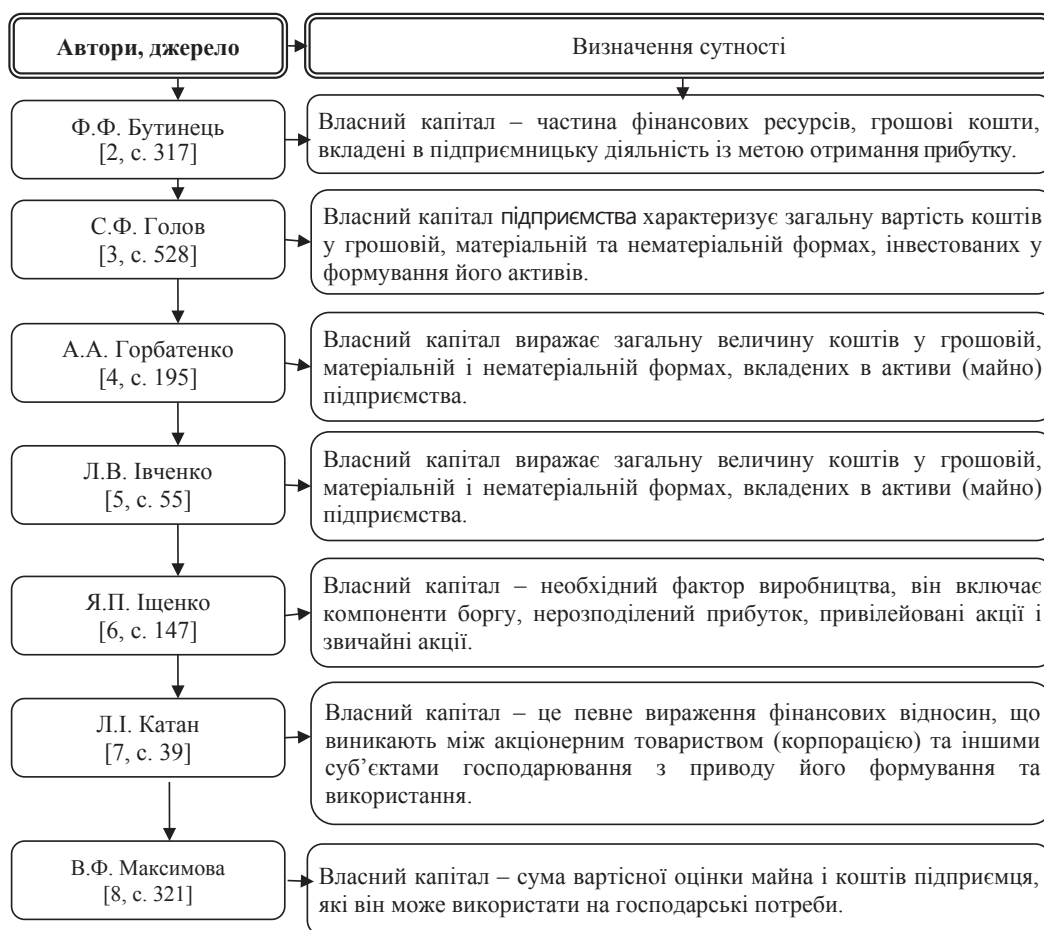 Автори, джерело
Визначення сутності
Ф.Ф. Бутинець
[2, с. 317]
Власний капітал – частина фінансових ресурсів, грошові кошти,
вкладені в підприємницьку діяльність із метою отримання прибутку.
С.Ф. Голов
[3, с. 528]
Власний капітал підприємства характеризує загальну вартість коштів
у грошовій, матеріальній та нематеріальній формах, інвестованих у
формування його активів.
А.А. Горбатенко
[4, с. 195]
Власний капітал виражає загальну величину коштів у грошовій,
матеріальній і нематеріальній формах, вкладених в активи (майно)
підприємства.
Л.В. Івченко
[5, с. 55]
Власний капітал виражає загальну величину коштів у грошовій,
матеріальній і нематеріальній формах, вкладених в активи (майно)
підприємства.
Я.П. Іщенко
[6, с. 147]
Власний капітал – необхідний фактор виробництва, він включає
компоненти боргу, нерозподілений прибуток, привілейовані акції і
звичайні акції.
Л.І. Катан
[7, с. 39]
Власний капітал – це певне вираження фінансових відносин, що
виникають між акціонерним товариством (корпорацією) та іншими
суб’єктами господарювання з приводу його формування та
використання.
В.Ф. Максимова
[8, с. 321]
Власний капітал – сума вартісної оцінки майна і коштів підприємця,
які він може використати на господарські потреби.